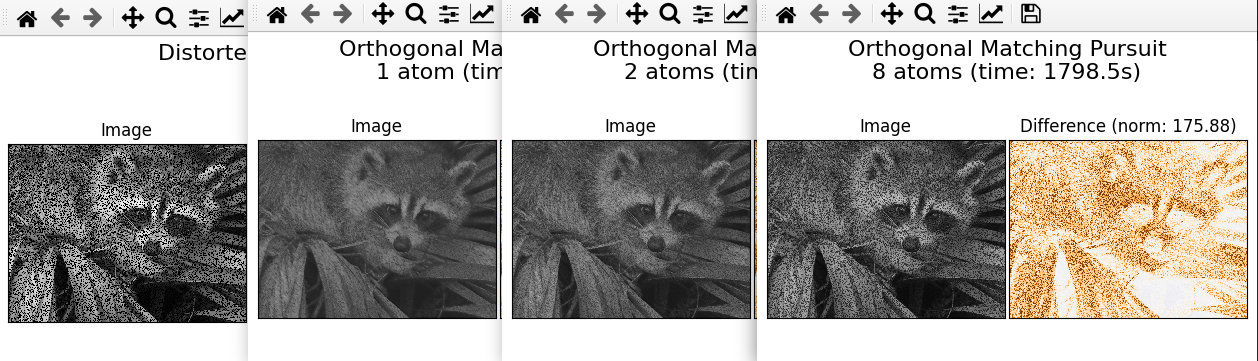 Distorte
Image
Orthogonal Ma
1 atom (tim
Image
Orthogonal Ma
2 atoms (tim
Image
Orthogonal Matching Pursuit
8 atoms (time: 1798.5s)
Image
Difference (norm: 175.88)